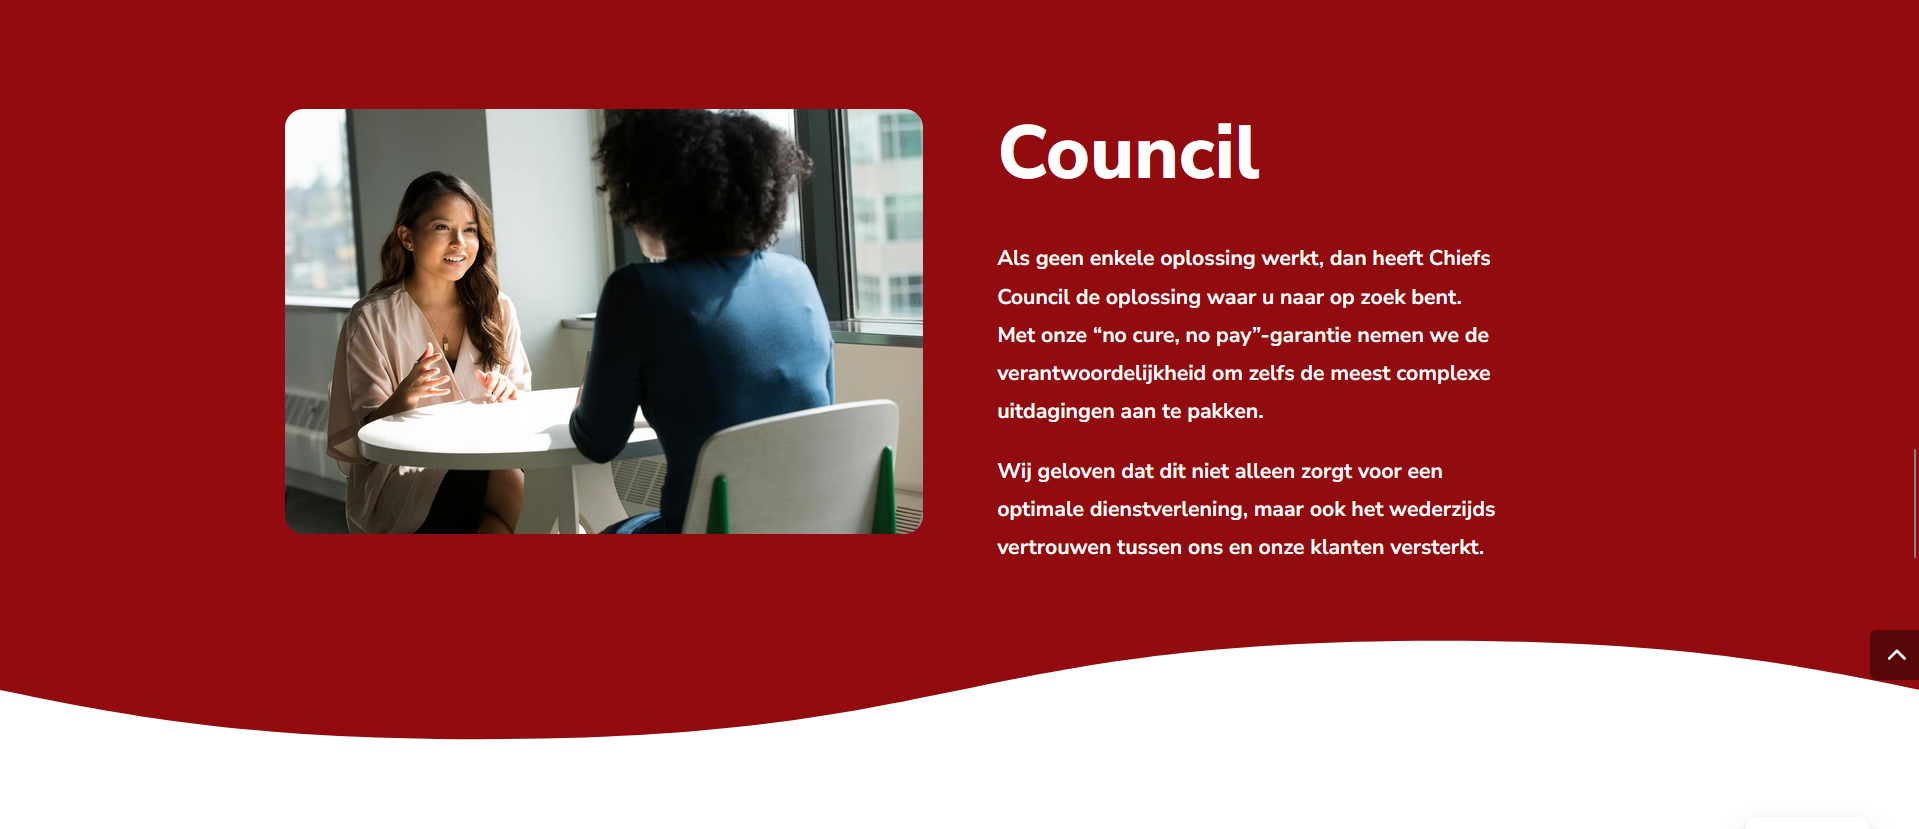 Council
Als geen enkele oplossing werkt, dan heeft Chiefs
Council de oplossing waar u naar op zoek bent.
Met onze “no cure, no pay”-garantie nemen we de
verantwoordelijkheid om zelfs de meest complexe
uitdagingen aan te pakken.
Wij geloven dat dit niet alleen zorgt voor een
optimale dienstverlening, maar ook het wederzijds
vertrouwen tussen ons en onze klanten versterkt.